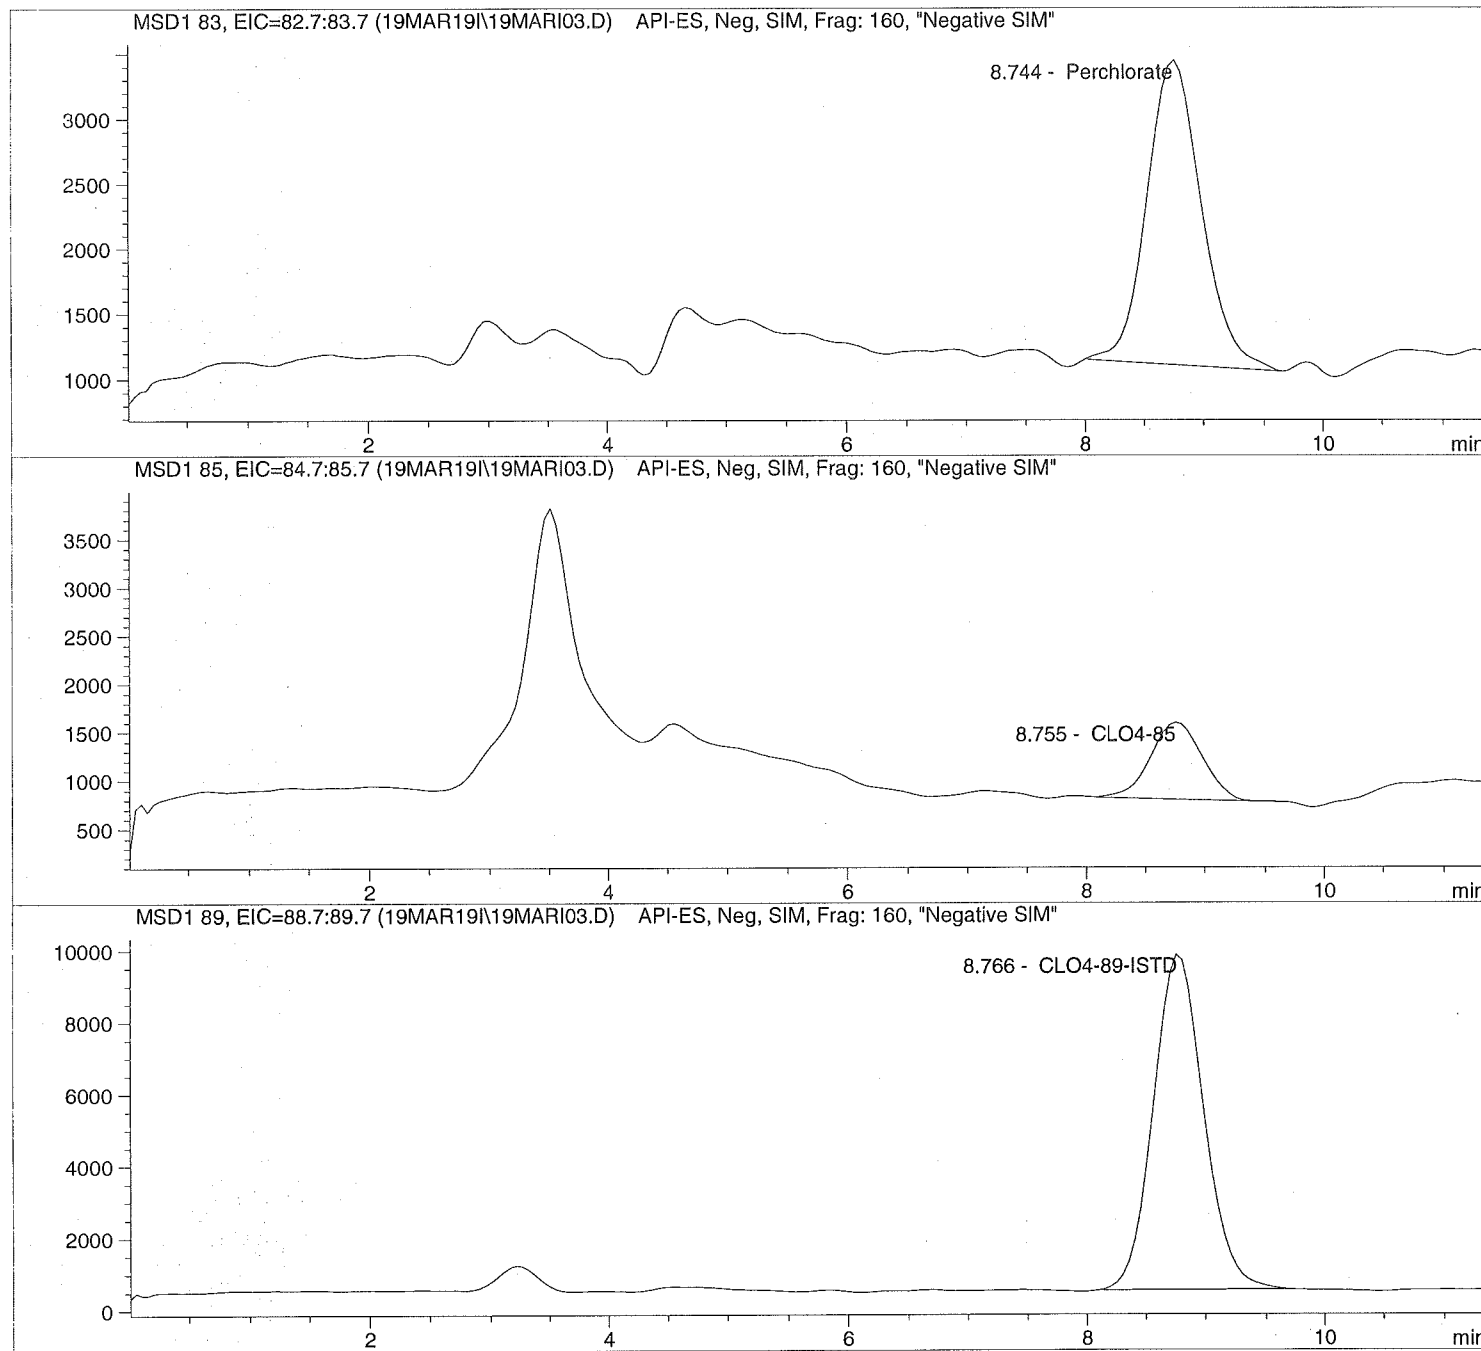 MSD1 83, EIC=82.7:83.7 (19MAR19I\19MARI03.D) API-ES, Neg, SIM, Frag: 160, "Negative SIM"
8.744 - Perchlorate
3000
2500
2000
1500
1000
2 4 6 8 10 min
MSD1 85, EIC=84.7:85.7 (19MAR19I\19MARI03.D) API-ES, Neg, SIM, Frag: 160, "Negative SIM"
3500
3000
2500
2000
1500
8.755 - CLO4-85
1000
500
2 4 6 8 10 min
MSD1 89, EIC=88.7:89.7 (19MAR19I\19MARI03.D) API-ES, Neg, SIM, Frag: 160, "Negative SIM"
10000
8.766 - CLO4-89-ISTD
8000
6000
4000
2000
0
2 4 6 8 10 min